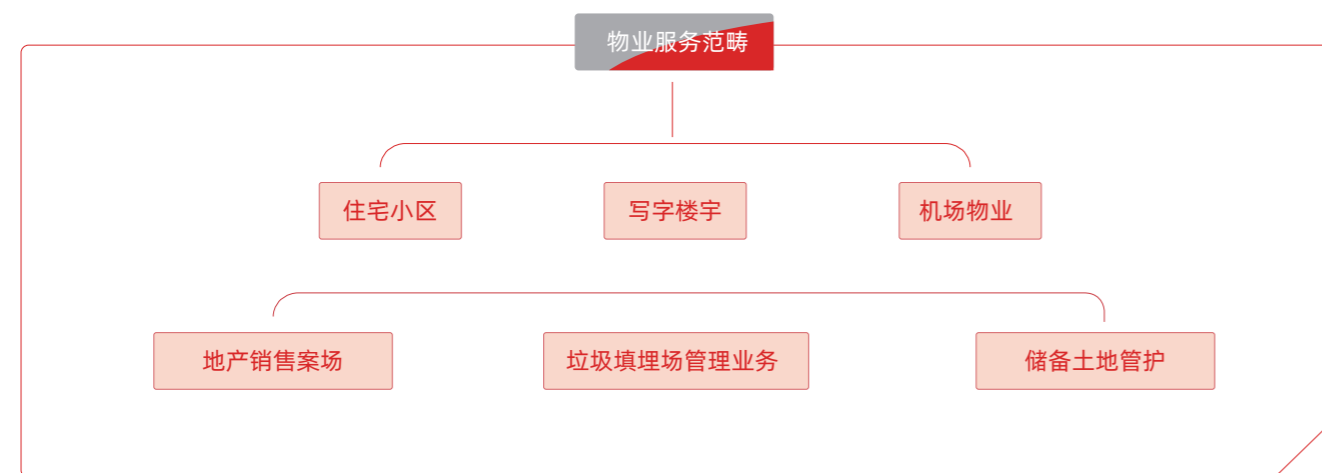 物业服务范畴
住宅小区
写字楼宇
机场物业
地产销售案场
垃圾填埋场管理业务
储备土地管护